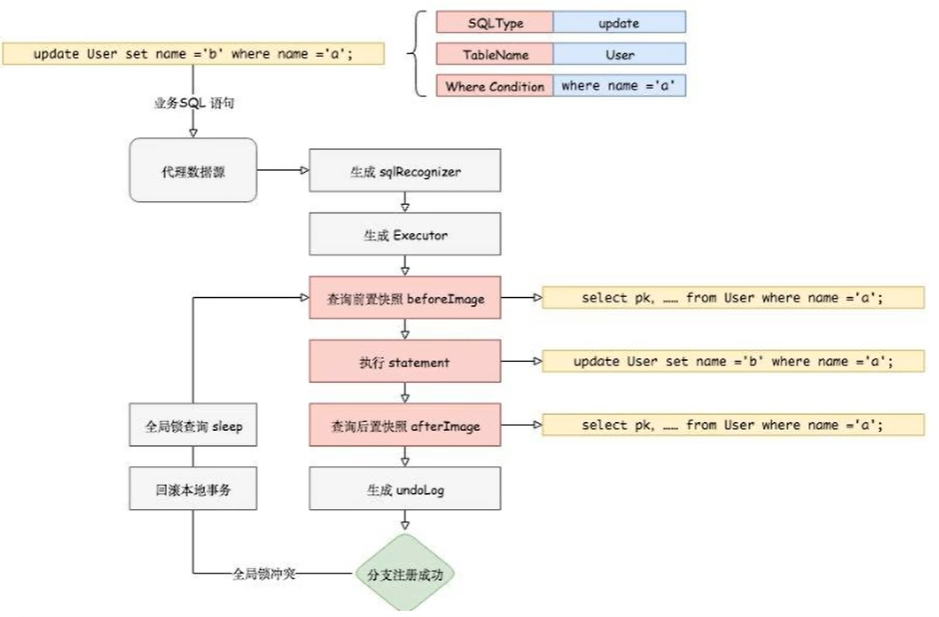 SQLType update
update User set name ='b' where name ='a';
TableName User
Where Condition where name ='a'
业务SQL 语句
代理数据源
生成 sqlRecognizer
生成 Executor
查询前置快照 beforeImage
select pk, …… from User where name ='a';
执行 statement
update User set name ='b' where name ='a';
全局锁查询 sleep
查询后置快照 afterImage
select pk, …… from User where name ='a';
回滚本地事务
生成 undoLog
全局锁冲突
分支注册成功